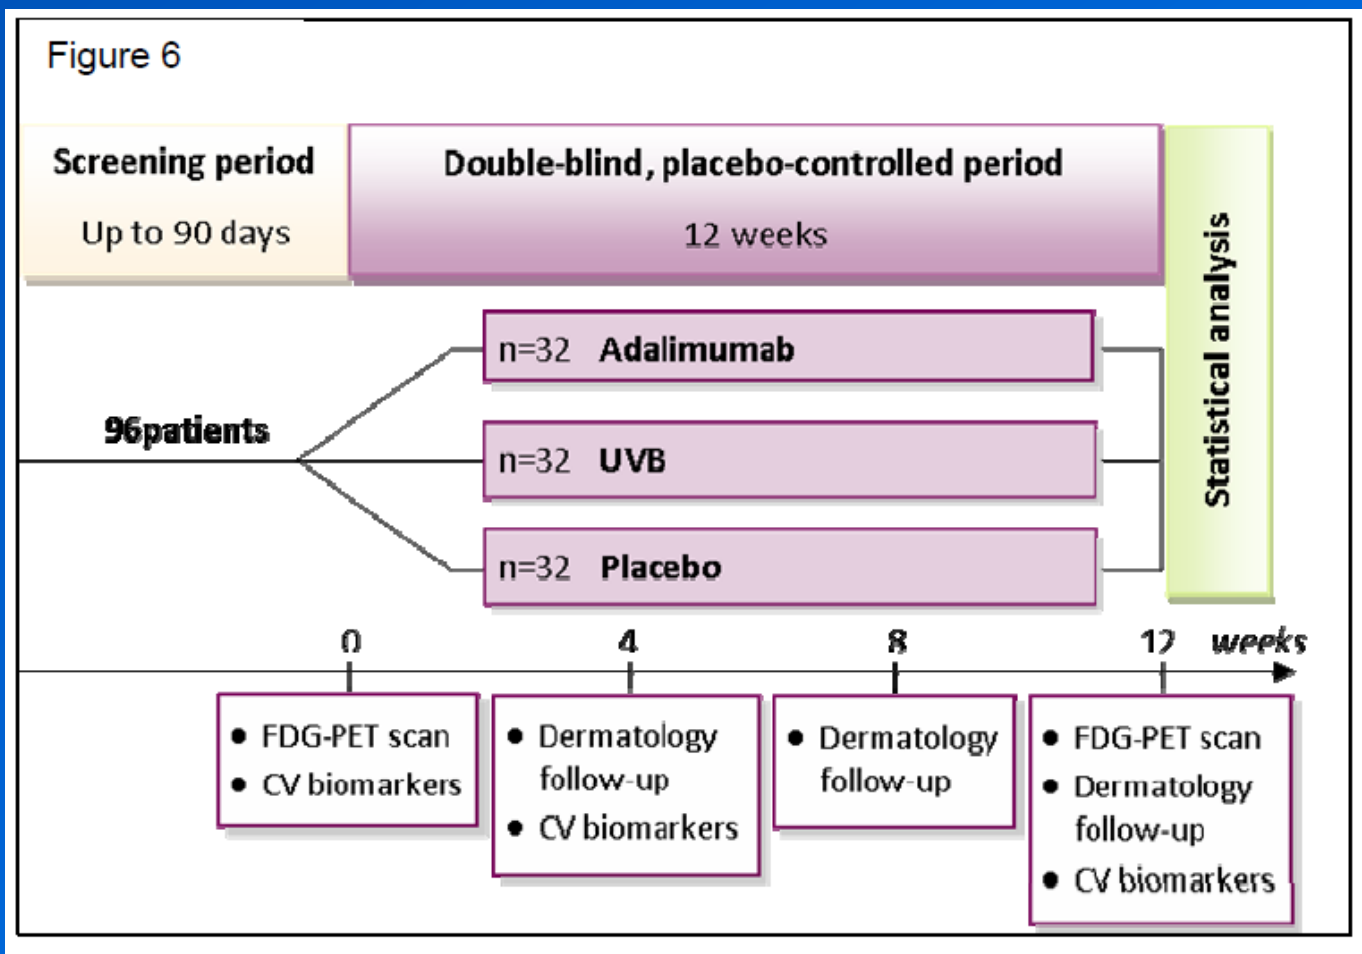 Figure 6
Screening period
Up to 90 days
Double-blind, placebo-controlled period
12 weeks
Statistical analysis
96patients
n=32 Adalimumab
n=32 UVB
n=32 Placebo
0 4 8 12 weeks
• FDG-PET scan
• CV biomarkers
• Dermatology
follow-up
• CV biomarkers
• Dermatology
follow-up
• FDG-PET scan
• Dermatology
follow-up
• CV biomarkers